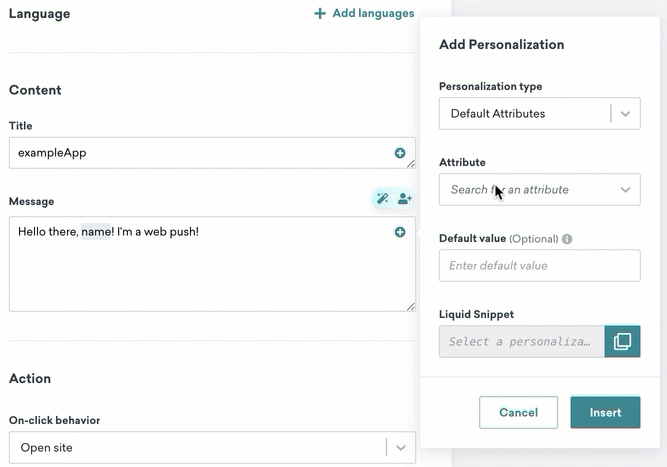 Language
Add languages
Content
Title
exampleApp
Message
Hello there, name! I'm a web push!
Action
On-click behavior
Open site
Add Personalization
Personalization type
Default Attributes
Attribute
Search for an attribute
Default value (Optional)
Enter default value
Liquid Snippet
Select a personaliza…
Cancel
Insert